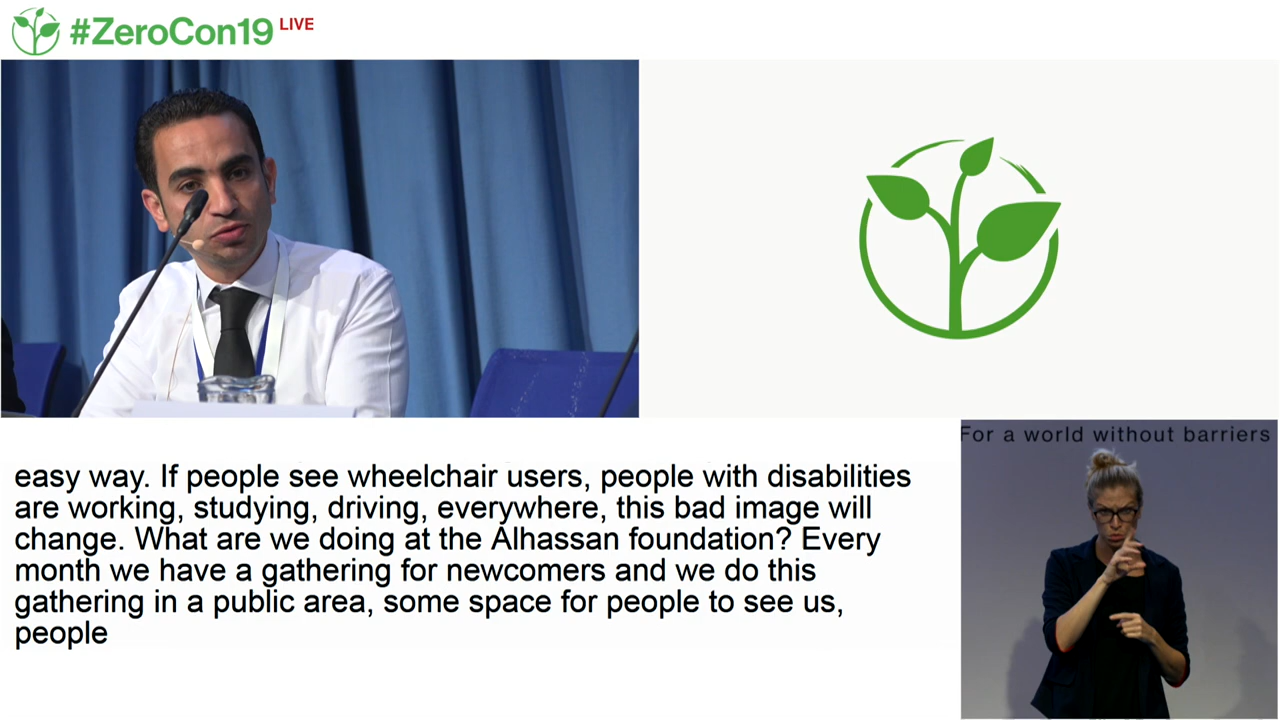 #ZeroCon19 LIVE
For a world without barriers
easy way. If people see wheelchair users, people with disabilities
are working, studying, driving, everywhere, this bad image will
change. What are we doing at the Alhassan foundation? Every
month we have a gathering for newcomers and we do this
gathering in a public area, some space for people to see us,
people